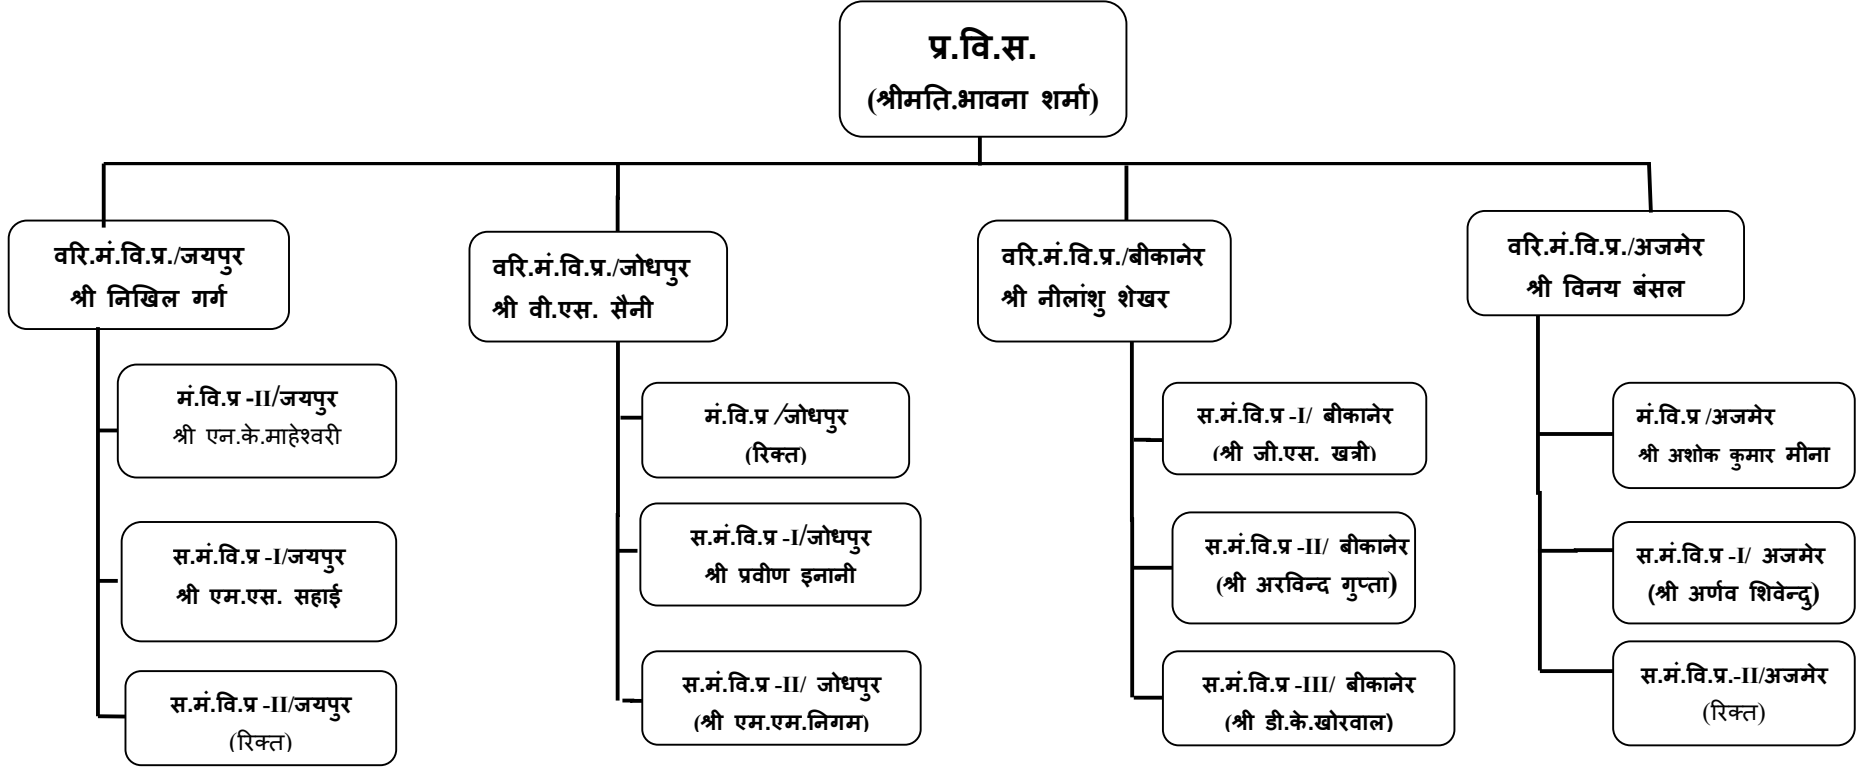 प्र.वि.स.
(श्रीमति.भावना शर्मा)
वरि.मं.वि.प्र./जयपुर
श्री निखिल गर्ग
मं.वि.प्र -II/जयपुर
श्री एन.के.माहेश्वरी
स.मं.वि.प्र -I/जयपुर
श्री एम.एस. सहाई
स.मं.वि.प्र -II/जयपुर
(रिक्त)
वरि.मं.वि.प्र./जोधपुर
श्री वी.एस. सैनी
मं.वि.प्र /जोधपुर
(रिक्त)
स.मं.वि.प्र -I/जोधपुर
श्री प्रवीण इनानी
स.मं.वि.प्र -II/ जोधपुर
(श्री एम.एम.निगम)
वरि.मं.वि.प्र./बीकानेर
श्री नीलांशु शेखर
स.मं.वि.प्र -I/ बीकानेर
(श्री जी.एस. खत्री)
स.मं.वि.प्र -II/ बीकानेर
(श्री अरविन्द गुप्ता)
स.मं.वि.प्र -III/ बीकानेर
(श्री डी.के.खोरवाल)
वरि.मं.वि.प्र./अजमेर
श्री विनय बंसल
मं.वि.प्र /अजमेर
श्री अशोक कुमार मीना
स.मं.वि.प्र -I/ अजमेर
(श्री अर्णव शिवेन्दु)
स.मं.वि.प्र.-II/अजमेर
(रिक्त)